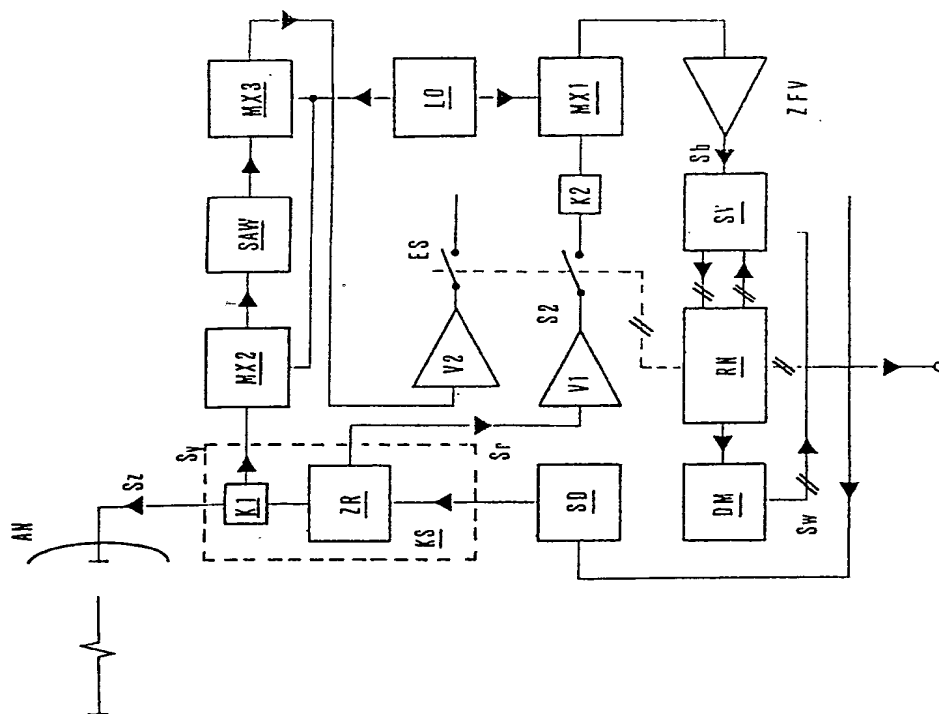 AN
Sz
Sy
K1 MX2 SAW MX3
ZR
KS ES
V2 LO
Sr
S2
SD V1 K2 MX1
Sb
DM RN SV
Sw ZFV